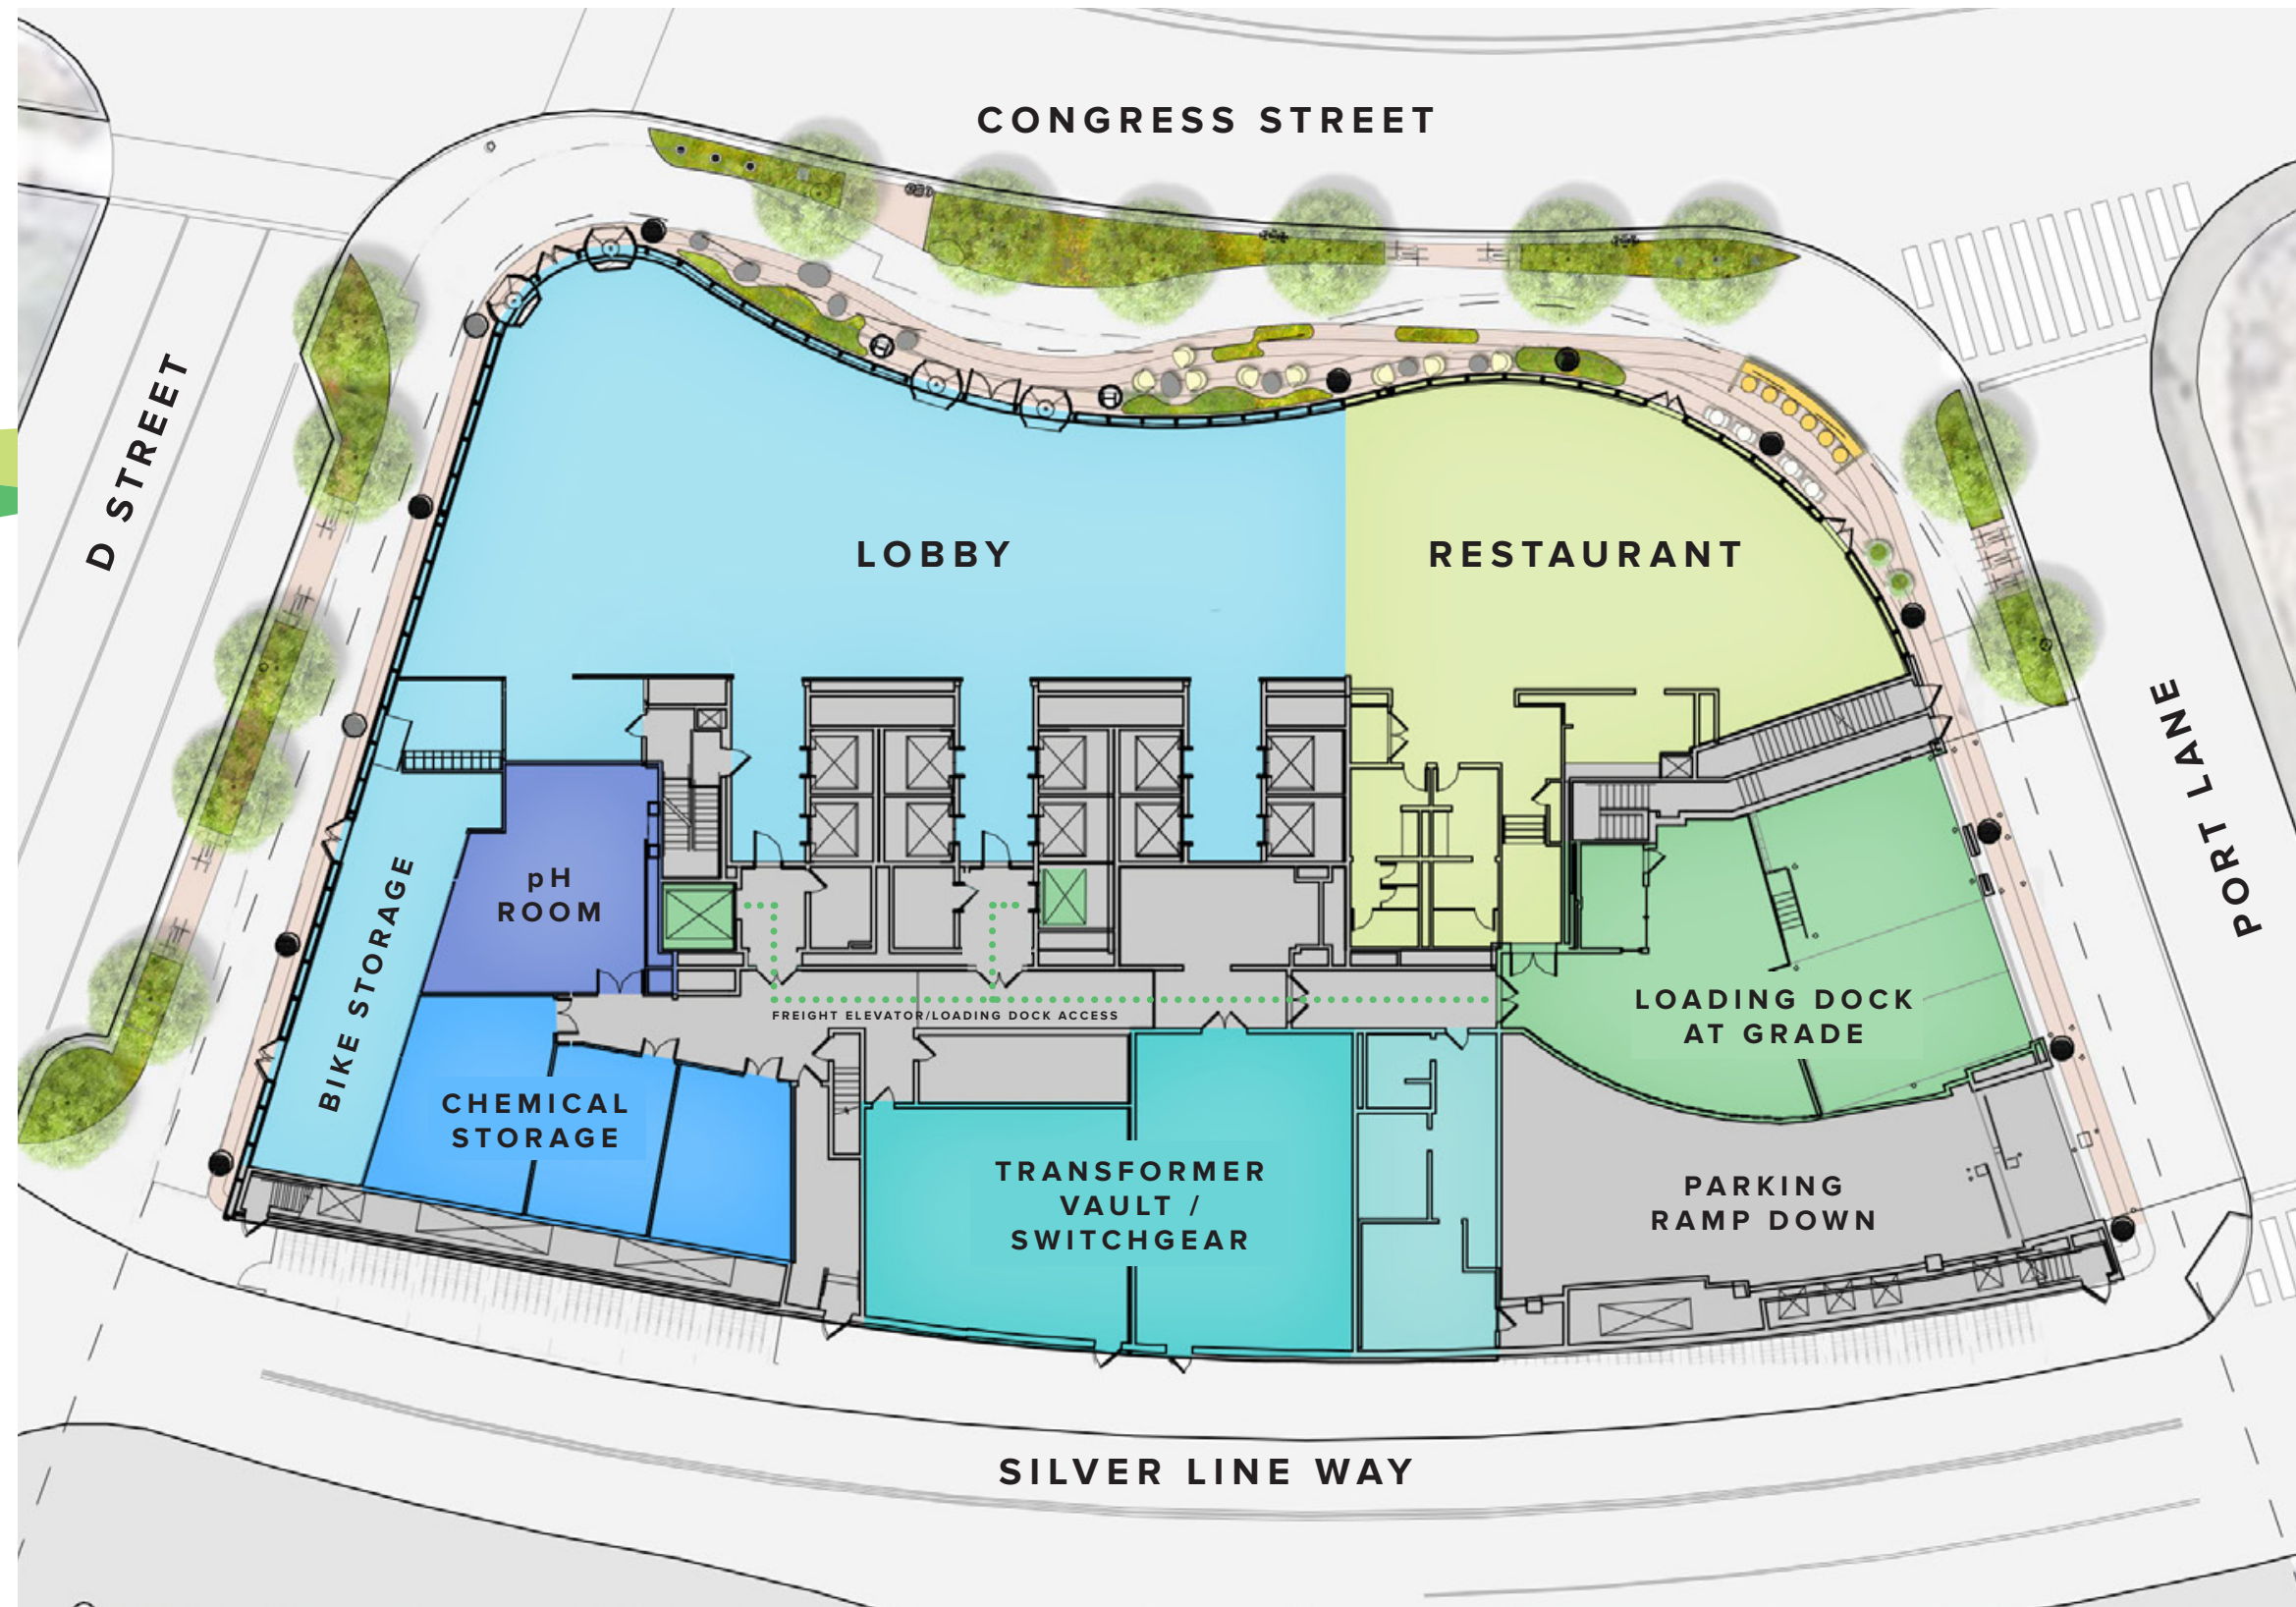 CONGRESS STREET
D STREET
LOBBY
RESTAURANT
PORT LANE
pH
ROOM
BIKE STORAGE
LOADING DOCK
AT GRADE
FREIGHT ELEVATOR/LOADING DOCK ACCESS
CHEMICAL
STORAGE
TRANSFORMER
VAULT /
SWITCHGEAR
PARKING
RAMP DOWN
SILVER LINE WAY